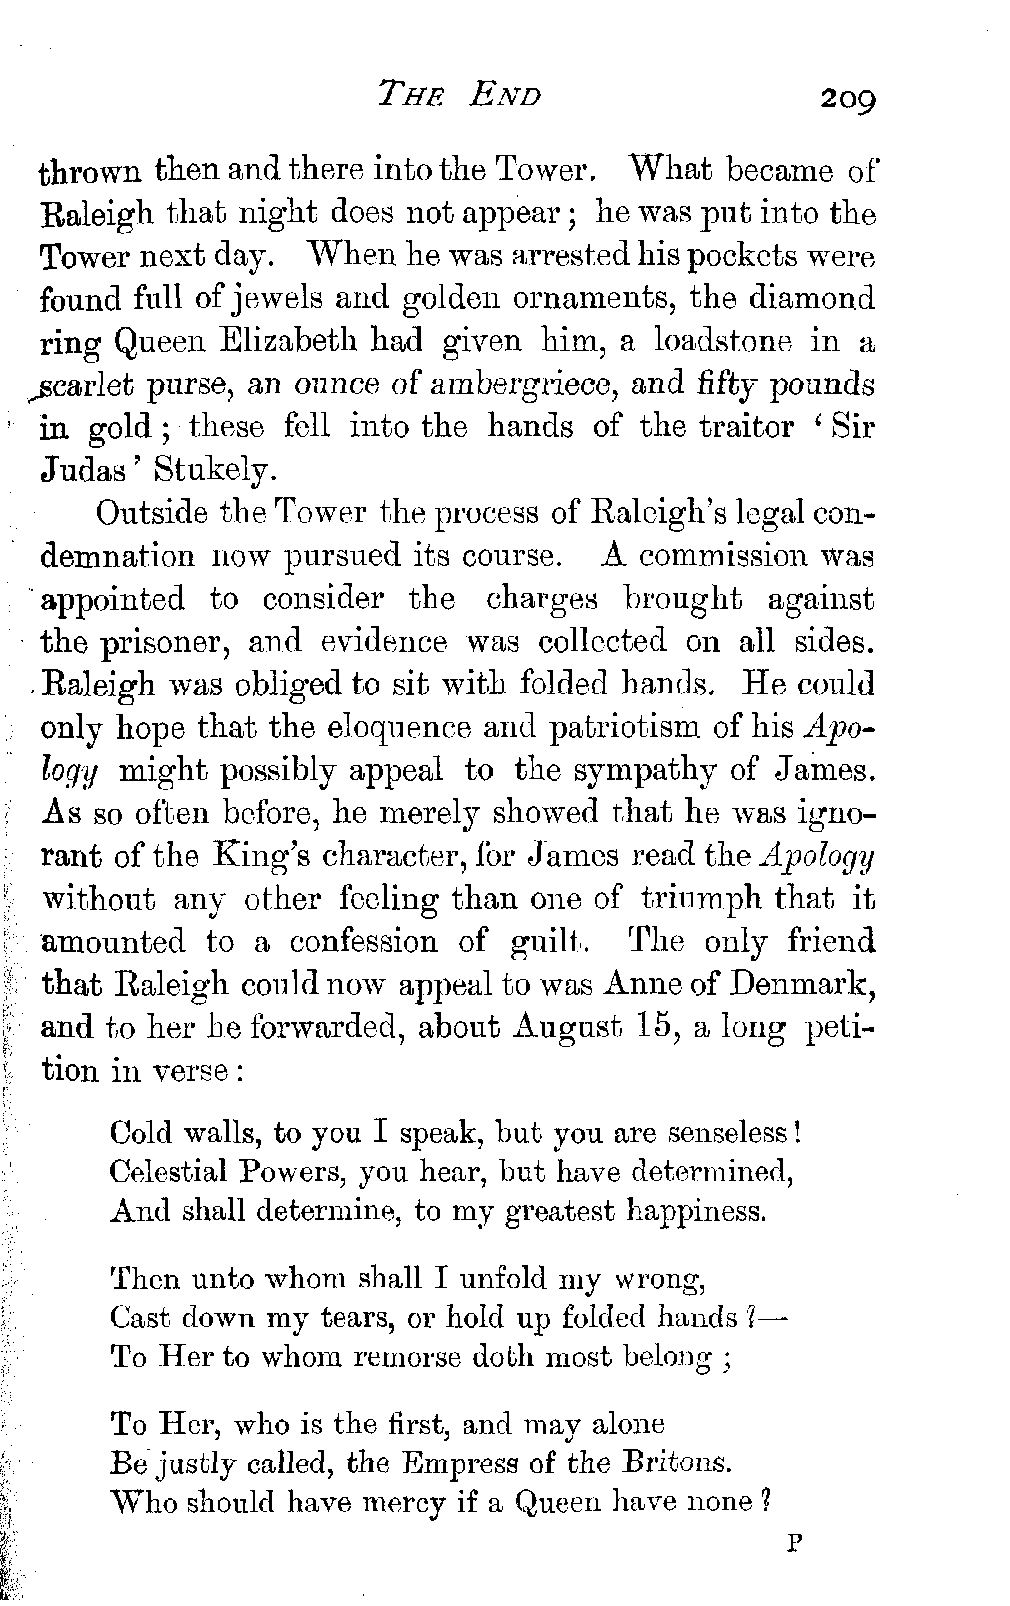 THE END 209
thrown then and there into the Tower. What became of
Raleigh that night does not appear; he was put into the
Tower next day. When he was arrested his pockets were
found full of jewels and golden ornaments, the diamond
ring Queen Elizabeth had given him, a loadstone in a
scarlet purse, an ounce of ambergriece, and fifty pounds
in gold; these fell into the hands of the traitor ‘Sir
Judas’ Stukely.
Outside the Tower the process of Raleigh's legal con-
demnation now pursued its course. A commission was
appointed to consider the charges brought against
the prisoner, and evidence was collected on all sides.
Raleigh was obliged to sit with folded hands. He could
only hope that the eloquence and patriotism of his Apo-
logy might possibly appeal to the sympathy of James.
As so often before, he merely showed that he was igno-
rant of the King's character, for James read the Apology
without any other feeling than one of triumph that it
amounted to a confession of guilt. The only friend
that Raleigh could now appeal to was Anne of Denmark,
and to her he forwarded, about August 15, a long peti-
tion in verse:
Cold walls, to you I speak, but you are senseless!
Celestial Powers, you hear, but have determined,
And shall determine, to my greatest happiness.
Then unto whom shall I unfold my wrong,
Cast down my tears, or hold up folded hands?—
To Her to whom remorse doth most belong;
To Her, who is the first, and may alone
Be justly called, the Empress of the Britons.
Who should have mercy if a Queen have none?
P